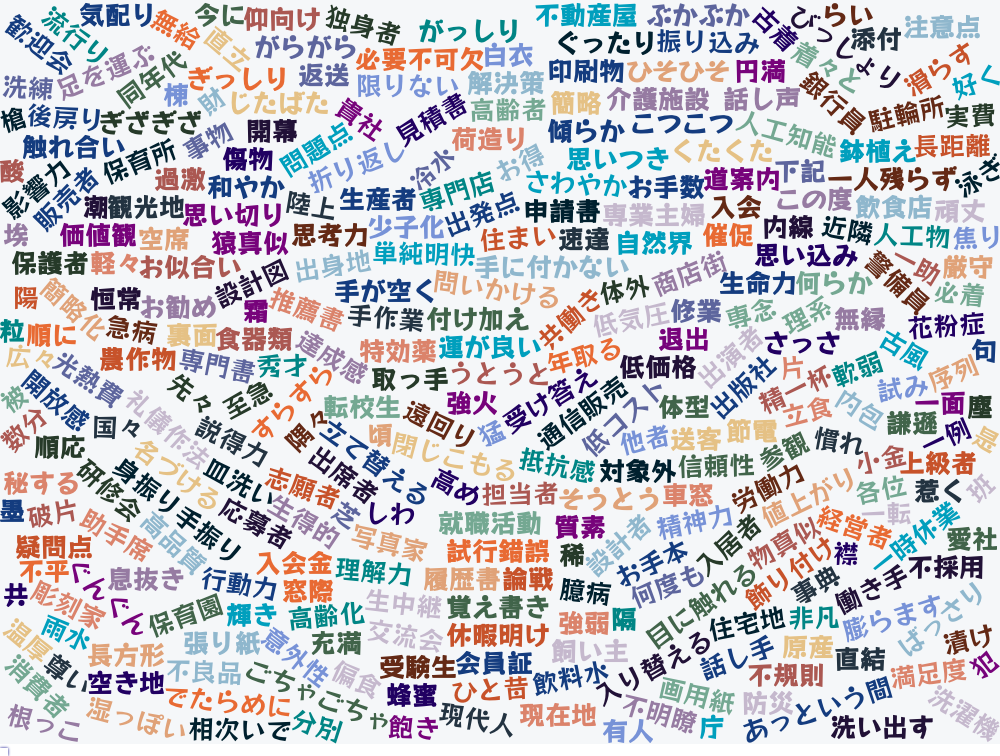 気配り
無給
今に
仰向け
独身者
がっしり
不動産屋
ぷかぷか
古着
びっしょり
らい
添付
注意点
歓迎会
流行り
直立
がらがら
必要不可欠
白衣
ぐったり
振り込み
着々と
滑らす
好く
洗練
足を運ぶ
同年代
ぎっしり
返送
限りない
解決策
印刷物
ひそひそ
円満
銀行員
駐輪所
実費
棟
財
じたばた
貴社
見積書
高齢者
簡略
介護施設
話し声
槍
後戻り
ぎざぎざ
事物
開幕
問題点
荷造り
傾らか
こつこつ
人工知能
鉢植え
長距離
触れ合い
保育所
傷物
折り返し
冷水
お得
思いつき
くたくた
下記
一人残らず
泳ぎ
酸
影響力
販売者
過激
和やか
陸上
生産者
専門店
さわやか
お手数
道案内
この度
飲食店
頑丈
潮
観光地
思い切り
少子化
出発点
申請書
専業主婦
入会
内線
近隣
人工物
焦り
埃
価値観
空席
猿真似
思考力
単純明快
住まい
速達
自然界
催促
思い込み
一助
厳守
保護者
軽々
お似合い
設計図
出身地
手に付かない
商店街
生命力
何らか
警備員
必着
陽
簡略化
恒常
お勧め
霜
推薦書
手が空く
問いかける
共働き
体外
低気圧
修業
専念
理系
無縁
花粉症
粒
順に
急病
裏面
食器類
達成感
手作業
付け加え
特効薬
運が良い
年取る
退出
出演者
さっさ
古風
句
広々
光熱費
農作物
専門書
秀才
取っ手
うとうと
低価格
出版社
片
精一杯
軟弱
試み
序列
被
開放感
礼儀作法
先々
至急
ずらずら
転校生
遠回り
強火
受け答え
通信販売
低コスト
体型
立食
内包
謙遜
一面
塵
数分
順応
国々
名づける
説得力
皿洗い
即々
立て替える
頃
閉じこもる
猛
他者
送客
節電
参観
慣れ
一例
是
秘する
研修会
身振り手振り
志願者
出席者
高め
担当者
抵抗感
対象外
信頼性
そうとう
車窓
労働力
値上がり
小金
上級者
各位
惹く
班
墨
破片
助手席
高品質
応募者
生得的
芝
しわ
写真家
就職活動
質素
設計者
精神力
入居者
物真似
経営者
一転
一時休業
愛社
疑問点
不平
ぐんぐん
息抜き
行動力
入会金
窓際
理解力
試行錯誤
履歴書
論戦
稀
臆病
お手本
何度も
目に触れる
飾り付け
襟
事典
働き手
不採用
共
彫刻家
保育園
輝き
高齢化
生中継
覚え書き
強弱
隔
住宅地
非凡
膨らます
ばっさり
温厚
雨水
長方形
張り紙
意外性
充満
交流会
休暇明け
飼い主
入り替える
話し手
原産
直結
漬け
消費者
尊い
空き地
不良品
ごちゃごちゃ
偏食
受験生
会員証
蜂蜜
ひと昔
飲料水
画用紙
不規則
防災
満足度
犯
根っこ
湿っぽい
でたらめに
相次いで
分別
飽き
現代人
現在地
有人
不明瞭
庁
あっという間
洗い出す
洗濯機